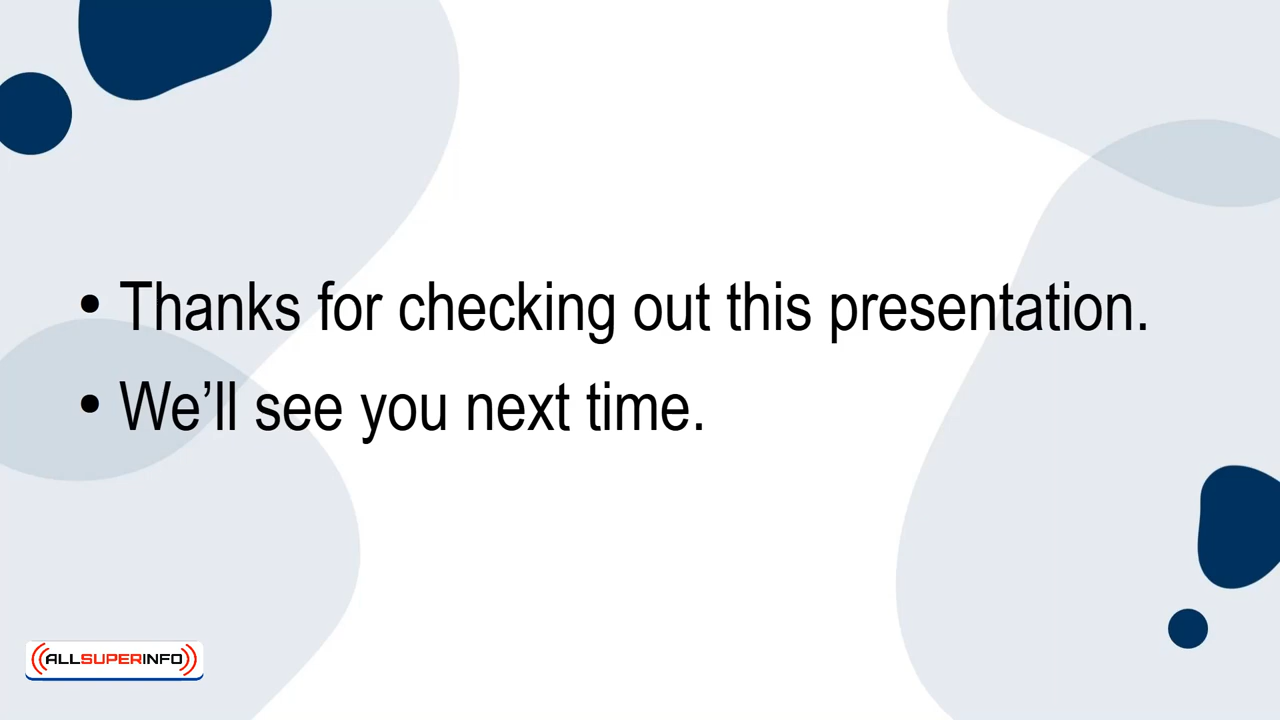 • Thanks for checking out this presentation.
• We’ll see you next time.
ALLSUPERINFO